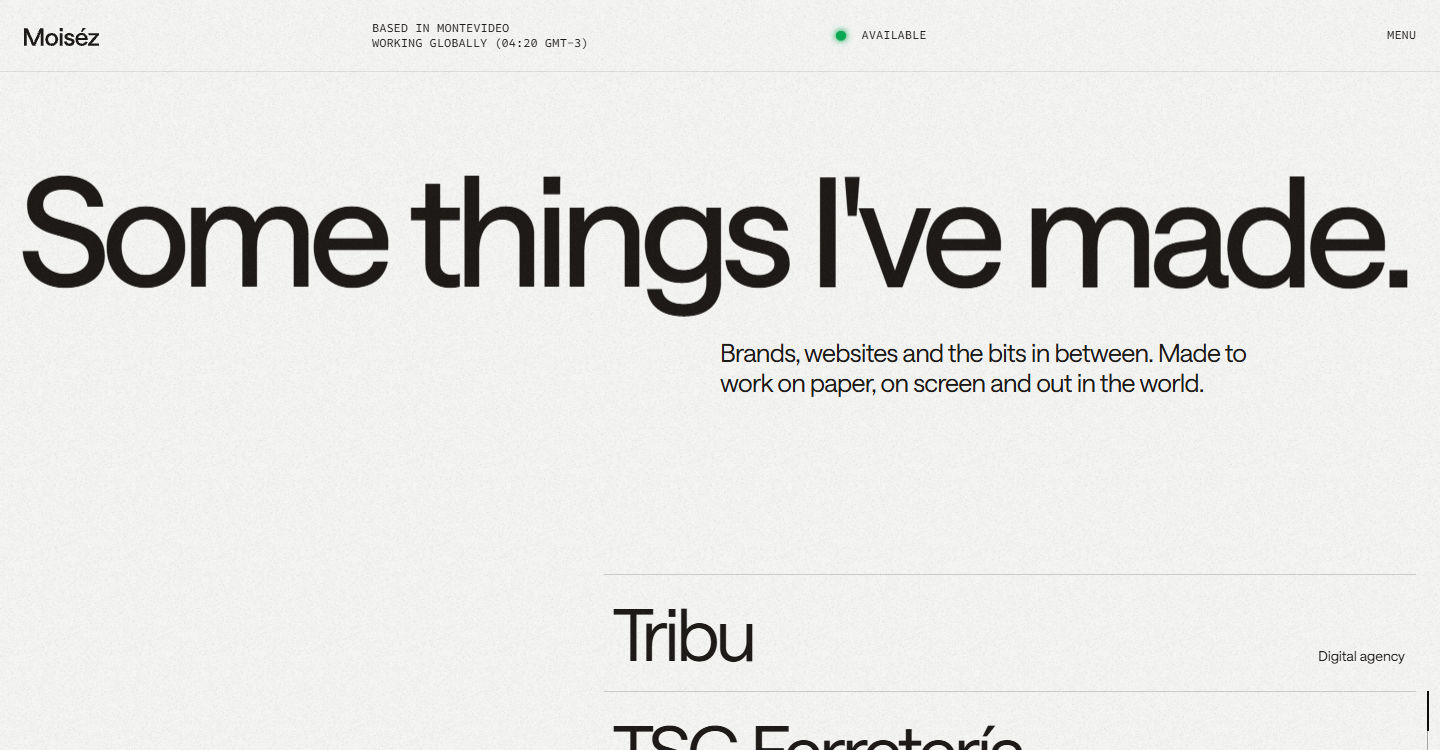 Moiséz
BASED IN MONTEVIDEO
WORKING GLOBALLY (04:20 GMT-3)
AVAILABLE
MENU
Some things I've made.
Brands, websites and the bits in between. Made to
work on paper, on screen and out in the world.
Tribu
Digital agency
TSG Ferretería